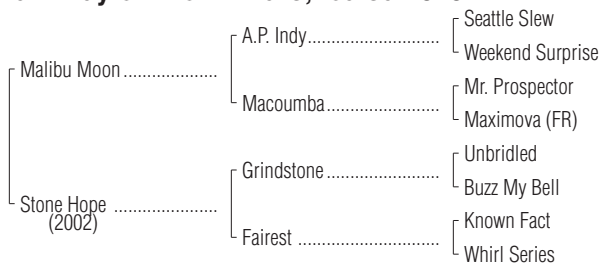 Seattle Slew
A.P. Indy..............................
Weekend Surprise
Malibu Moon .....................
Mr. Prospector
Macoumba ...........................
Maximova (FR)
Unbridled
Grindstone ..........................
Buzz My Bell
Stone Hope .......................
(2002)
Known Fact
Fairest .................................
Whirl Series